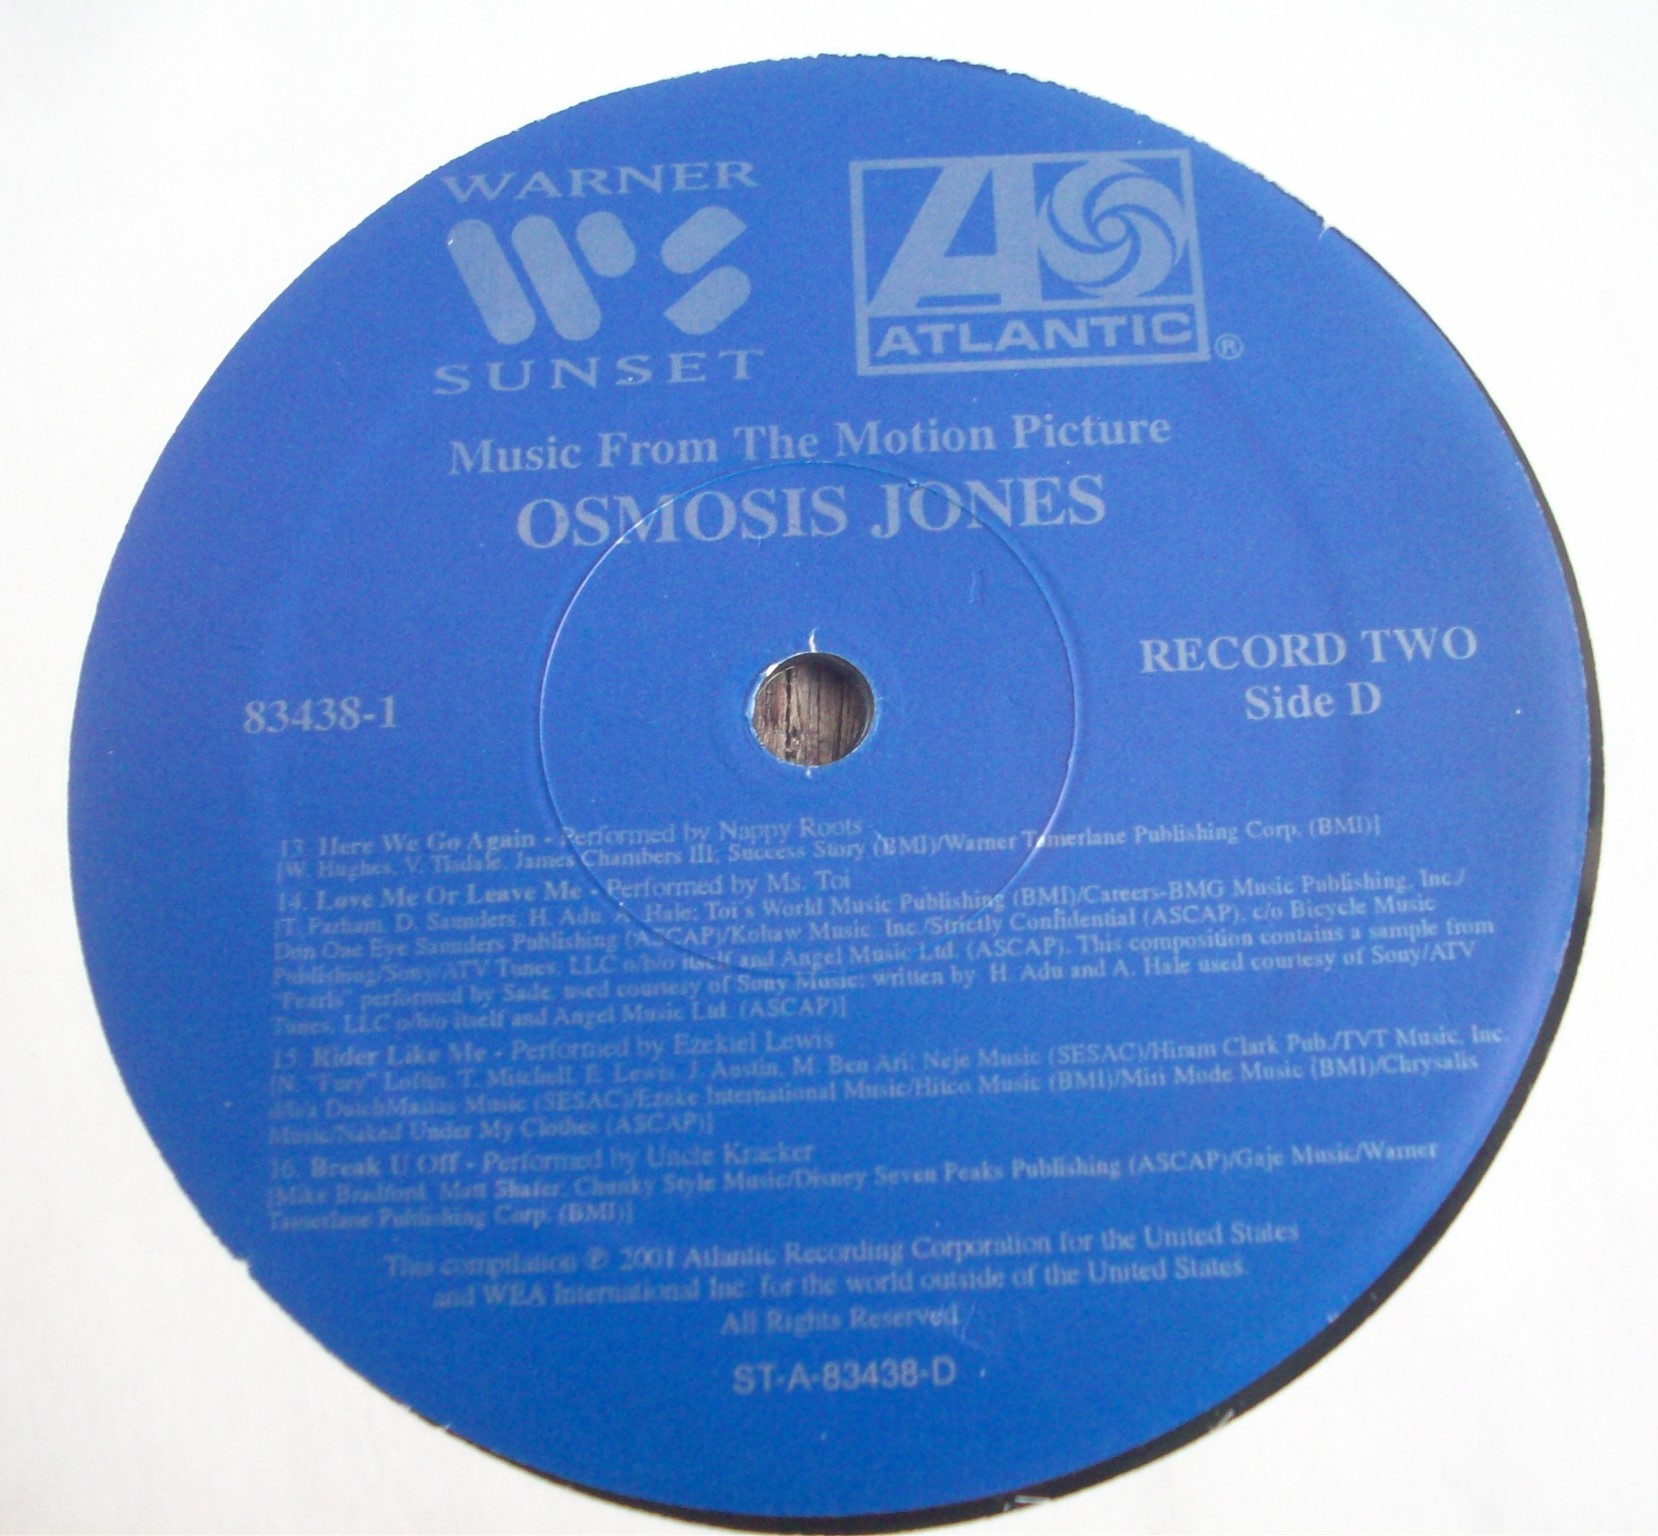 WARNER
WS
SUNSET
ATLANTIC®
Music From The Motion Picture
OSMOSIS JONES
RECORD TWO
Side D
83438-1
13. Here We Go Again - Performed by Nappy Roots
[W. Hughes, V. Tisdale, James Chambers III; Success Story (BMI)/Warner Tamerlane Publishing Corp. (BMI)]
14. Love Me Or Leave Me - Performed by Ms. Toi
[T. Parham, D. Saunders, H. Adu, A. Hale; Toi's World Music Publishing (BMI)/Careers-BMG Music Publishing, Inc./
Don One Eye Saunders Publishing (ASCAP)/Kohaw Music, Inc./Strictly Confidential (ASCAP), c/o Bicycle Music
Publishing/Sony/ATV Tunes, LLC o/b/o itself and Angel Music Ltd. (ASCAP). This composition contains a sample from
"Pearls" performed by Sade, used courtesy of Sony Music; written by H. Adu and A. Hale used courtesy of Sony/ATV
Tunes, LLC o/b/o itself and Angel Music Ltd. (ASCAP)]
15. Rider Like Me - Performed by Ezekiel Lewis
[N. "Fury" Loftin, T. Mitchell, E. Lewis, J. Austin, M. Ben Ari; Neje Music (SESAC)/Hiram Clark Pub./TVT Music, Inc.
DutchMasias Music (SESAC)/Ezeke International Music/Hitco Music (BMI)/Miri Mode Music (BMI)/Chrysalis
Music/Naked Under My Clothes (ASCAP)]
16. Break U Off - Performed by Uncle Kracker
[Mike Bradford, Matt Shafer; Chunky Style Music/Disney Seven Peaks Publishing (ASCAP)/Gaje Music/Warner
Tamerlane Publishing Corp. (BMI)]
This compilation ℗ 2001 Atlantic Recording Corporation for the United States
and WEA International Inc. for the world outside of the United States.
All Rights Reserved
ST-A-83438-D